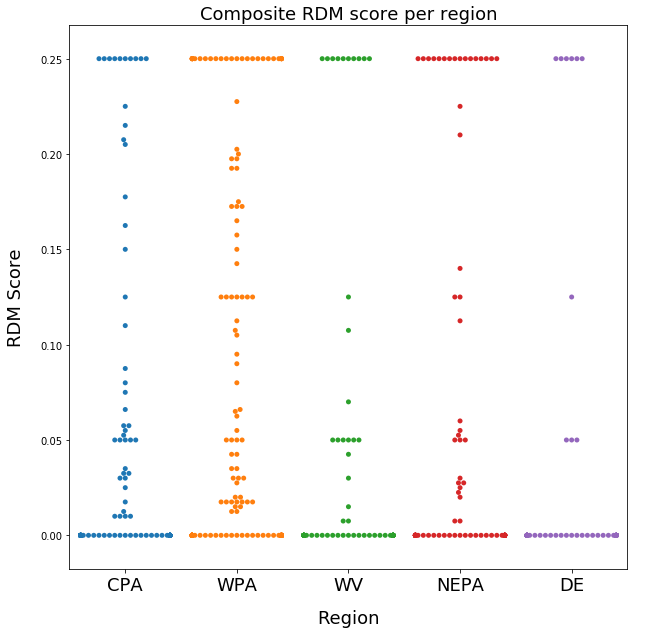 Composite RDM score per region
0.25
0.20
0.15
0.10
0.05
0.00
RDM Score
CPA WPA WV NEPA DE
Region